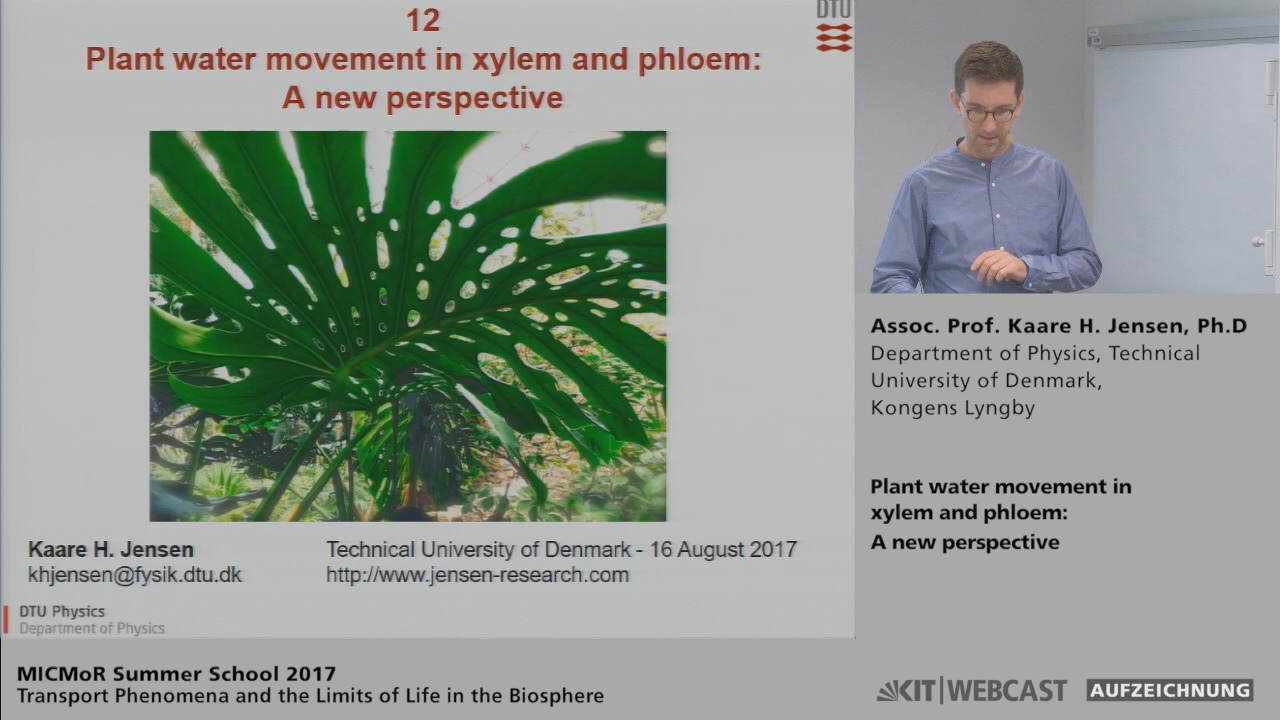 12
Plant water movement in xylem and phloem:
A new perspective
DTU
Kaare H. Jensen
khjensen@fysik.dtu.dk
Technical University of Denmark - 16 August 2017
http://www.jensen-research.com
DTU Physics
Department of Physics
Assoc. Prof. Kaare H. Jensen, Ph.D
Department of Physics, Technical
University of Denmark,
Kongens Lyngby
Plant water movement in
xylem and phloem:
A new perspective
MICMoR Summer School 2017
Transport Phenomena and the Limits of Life in the Biosphere
KIT|WEBCAST
AUFZEICHNUNG